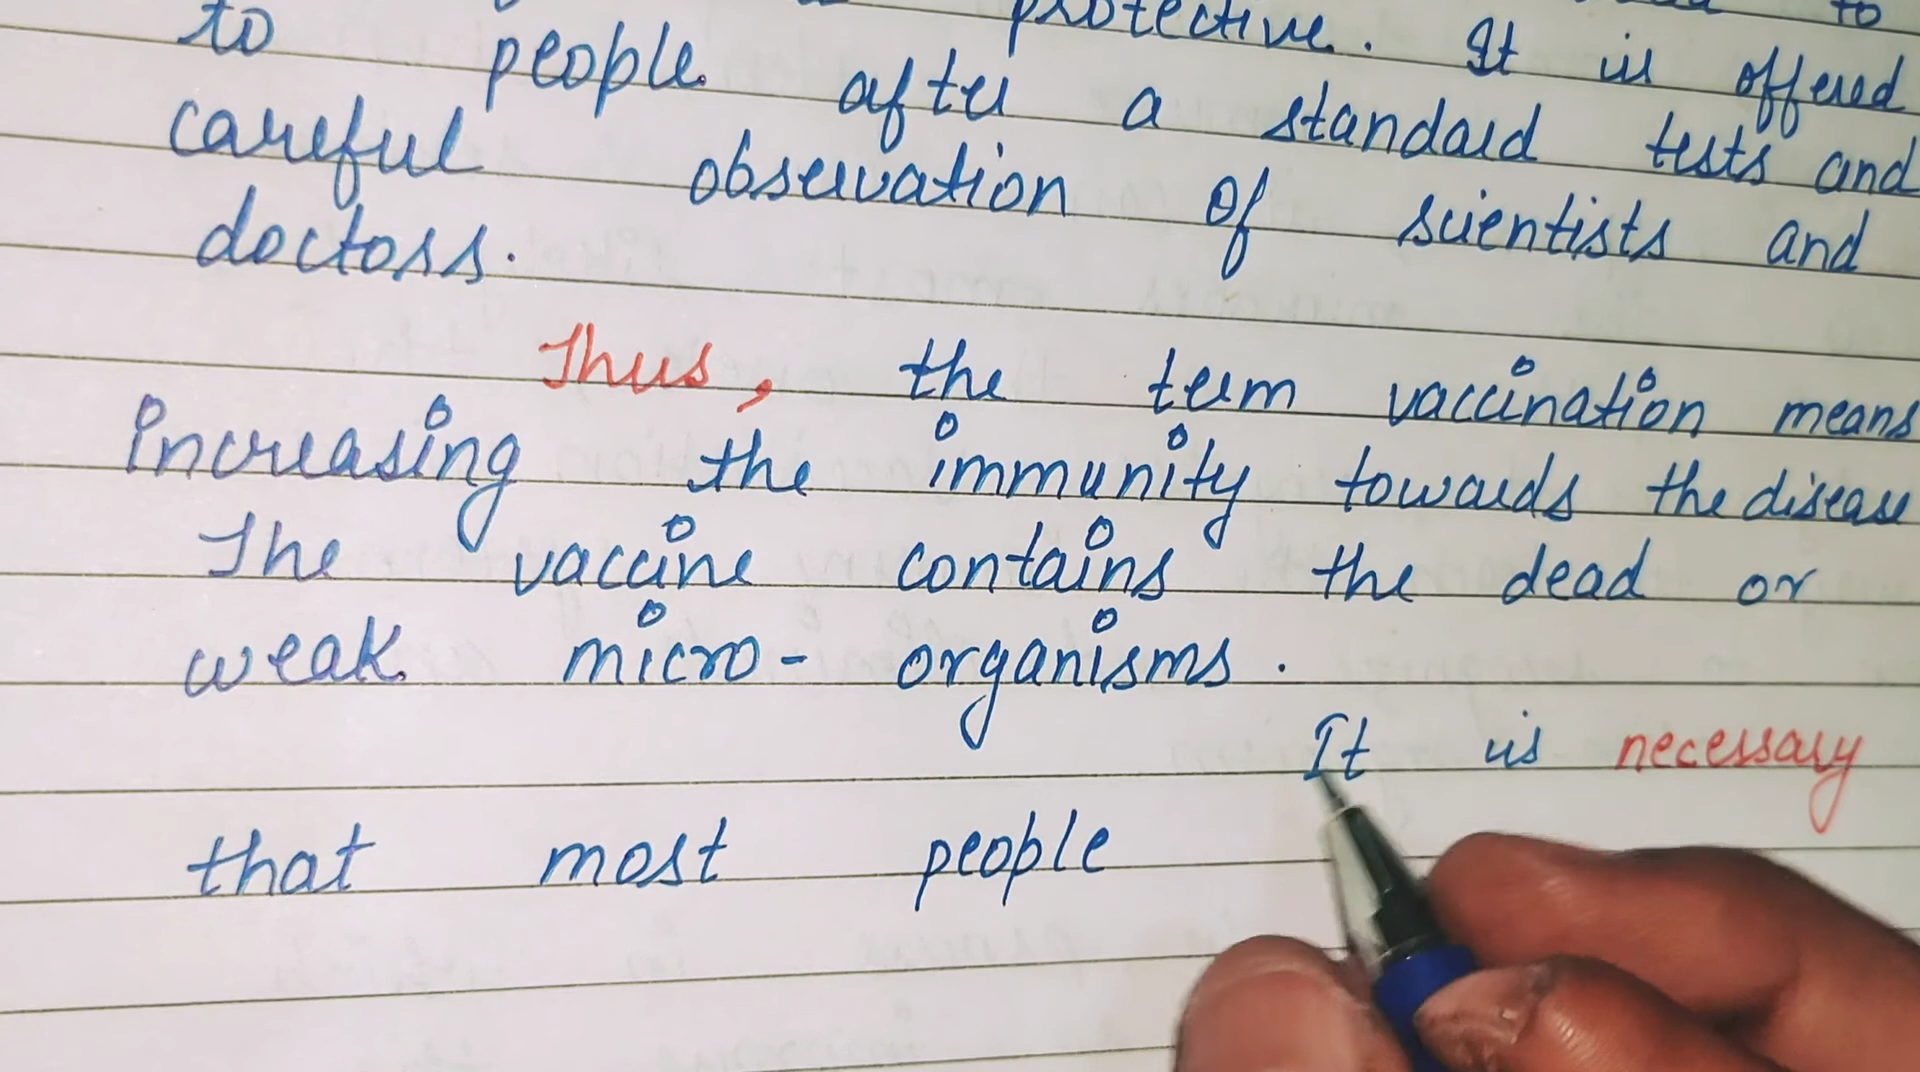 to
protective. It is offered
to people after a standard tests and
careful observation of scientists and
doctors.
Thus, the term vaccination means
increasing the immunity towards the disease
The vaccine contains the dead or
weak micro- organisms.
It is necessary
that most people